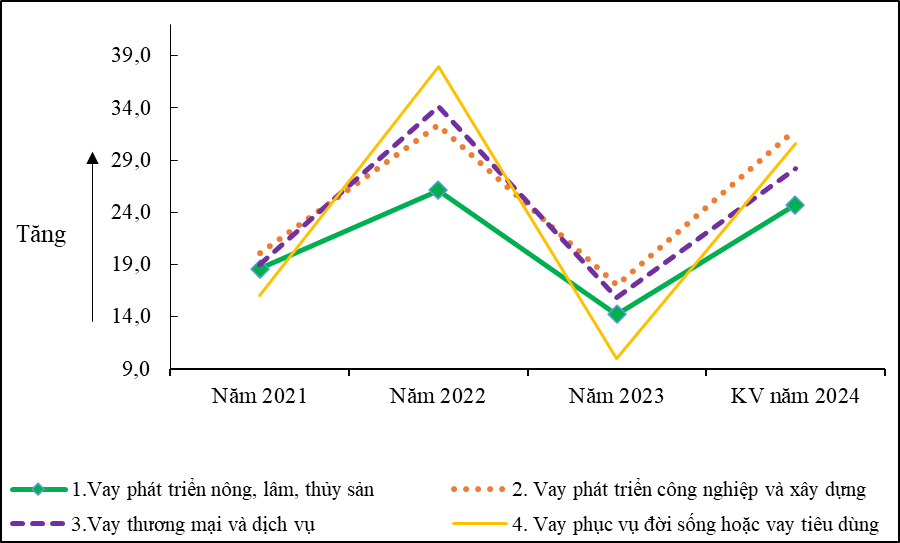 39,0
34,0
29,0
24,0
Tăng
19,0
14,0
9,0
Năm 2021 Năm 2022 Năm 2023 KV năm 2024
1.Vay phát triển nông, lâm, thủy sản 2. Vay phát triển công nghiệp và xây dựng
3.Vay thương mại và dịch vụ 4. Vay phục vụ đời sống hoặc vay tiêu dùng